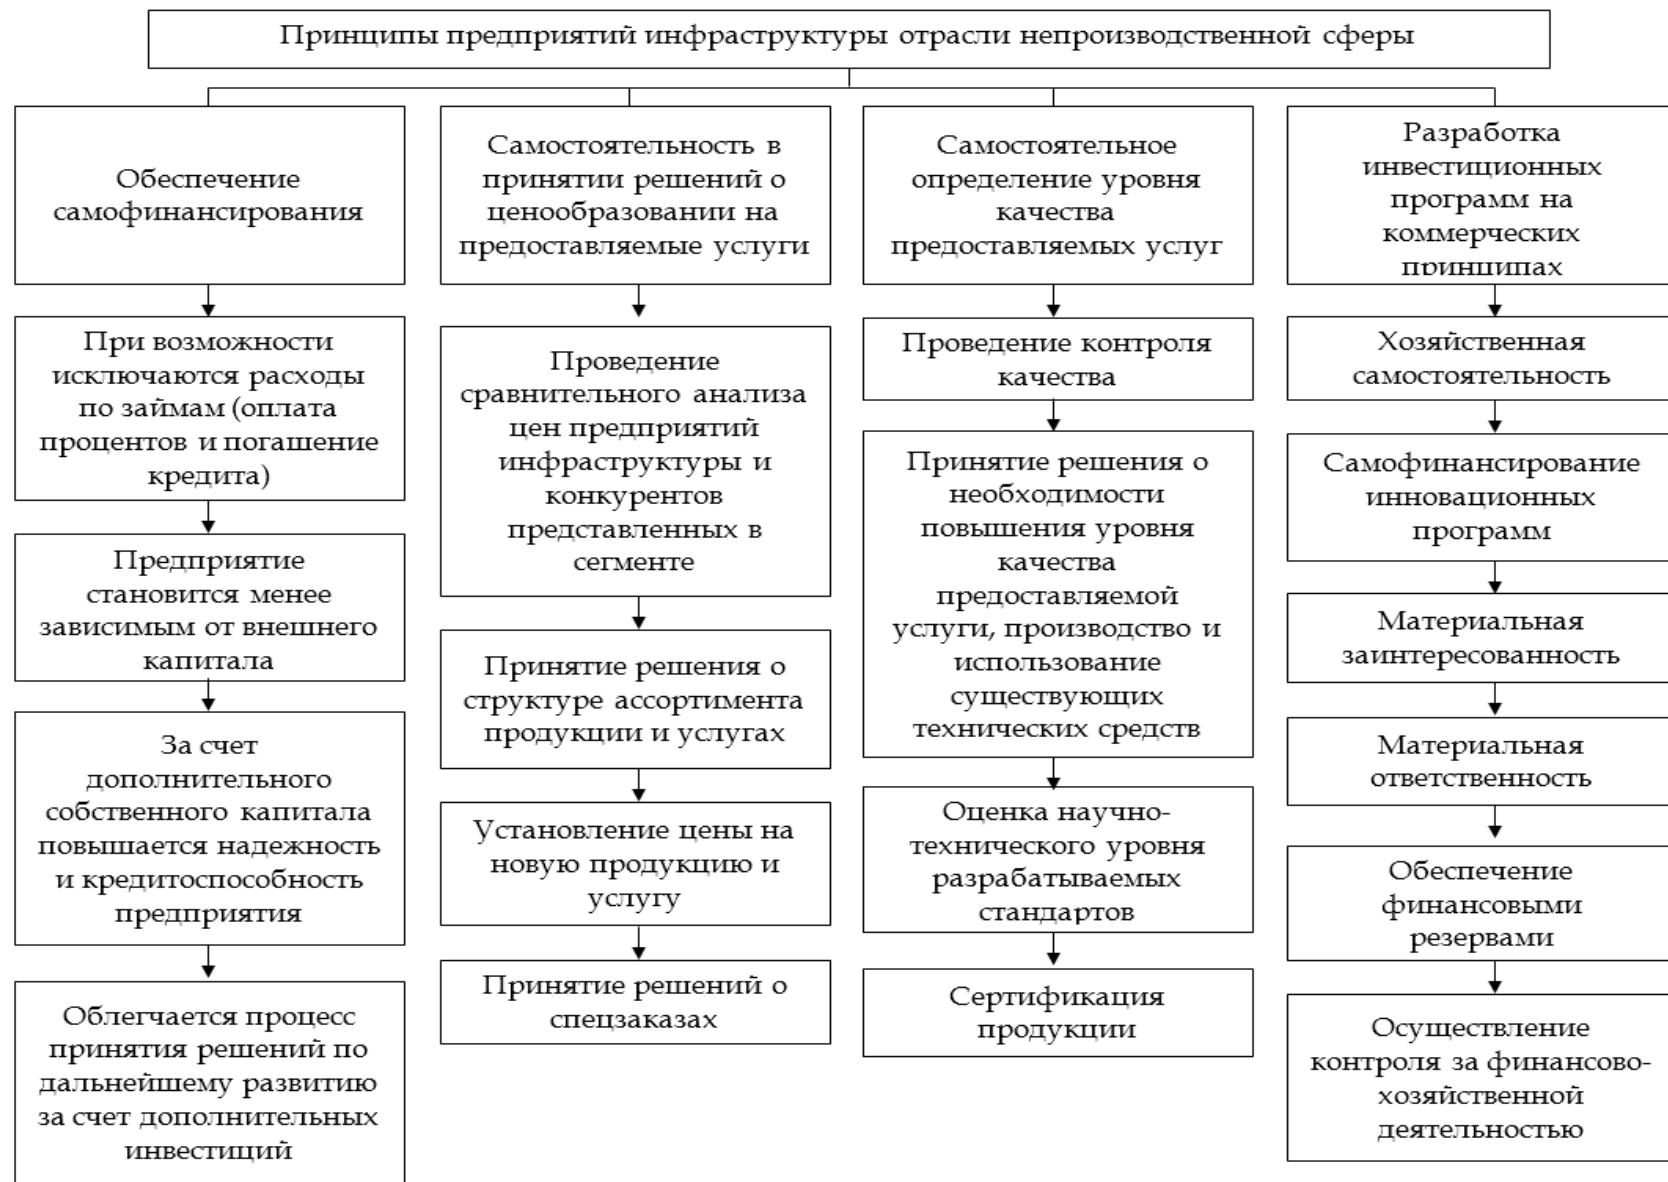 Принципы предприятий инфраструктуры отрасли непроизводственной сферы
Обеспечение
самофинансирования
При возможности
исключаются расходы
по займам (оплата
процентов и погашение
кредита)
Предприятие
становится менее
зависимым от внешнего
капитала
За счет
дополнительного
собственного капитала
повышается надежность
и кредитоспособность
предприятия
Облегчается процесс
принятия решений по
дальнейшему развитию
за счет дополнительных
инвестиций
Самостоятельность в
принятии решений о
ценообразовании на
предоставляемые услуги
Проведение
сравнительного анализа
цен предприятий
инфраструктуры и
конкурентов
представленных в
сегменте
Принятие решения о
структуре ассортимента
продукции и услугах
Установление цены на
новую продукцию и
услугу
Принятие решений о
спецзаказах
Самостоятельное
определение уровня
качества
предоставляемых услуг
Проведение контроля
качества
Принятие решения о
необходимости
повышения уровня
качества
предоставляемой
услуги, производство и
использование
существующих
технических средств
Оценка научно-
технического уровня
разрабатываемых
стандартов
Сертификация
продукции
Разработка
инвестиционных
программ на
коммерческих
принципах
Хозяйственная
самостоятельность
Самофинансирование
инновационных
программ
Материальная
заинтересованность
Материальная
ответственность
Обеспечение
финансовыми
резервами
Осуществление
контроля за финансово-
хозяйственной
деятельностью